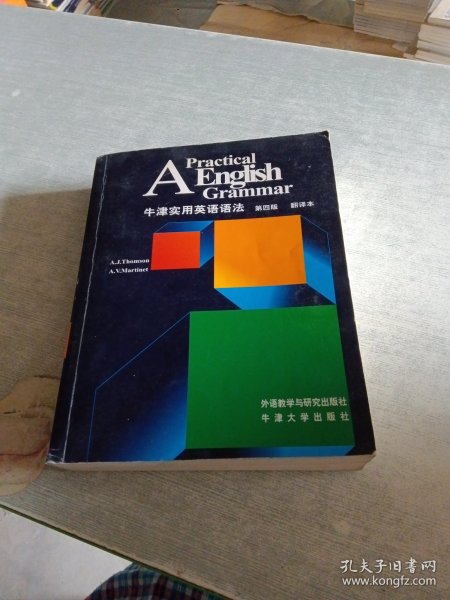 Practical
A English
Grammar
牛津实用英语语法 第四版 翻译本
A.J.Thomson
A.V.Martinet
外语教学与研究出版社
牛津大学出版社
孔夫子旧书网
www.kongfz.com